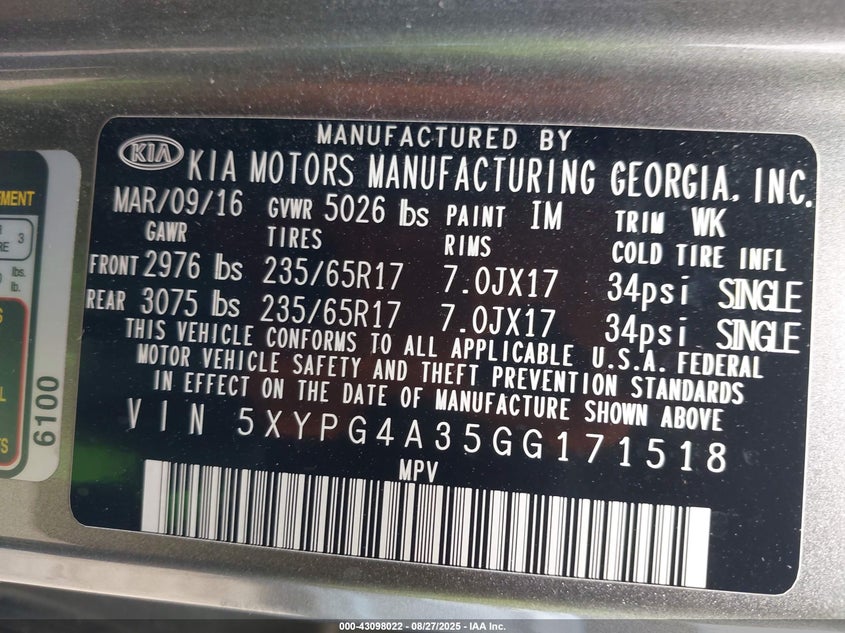 MANUFACTURED BY
KIA KIA MOTORS MANUFACTURING GEORGIA, INC.
MAR/09/16 GVWR 5026 lbs PAINT IM TRIM WK
GAWR TIRES RIMS COLD TIRE INFL
FRONT 2976 lbs 235/65R17 7.0JX17 34psi SINGLE
REAR 3075 lbs 235/65R17 7.0JX17 34psi SINGLE
THIS VEHICLE CONFORMS TO ALL APPLICABLE U.S.A. FEDERAL
MOTOR VEHICLE SAFETY AND THEFT PREVENTION STANDARDS
IN EFFECT ON THE DATE OF MANUFACTURE SHOWN ABOVE
VIN 5XYPG4A35GG171518
MPV
3
lbs.
6100
000-43098022 - 08/27/2025 - IAA Inc.